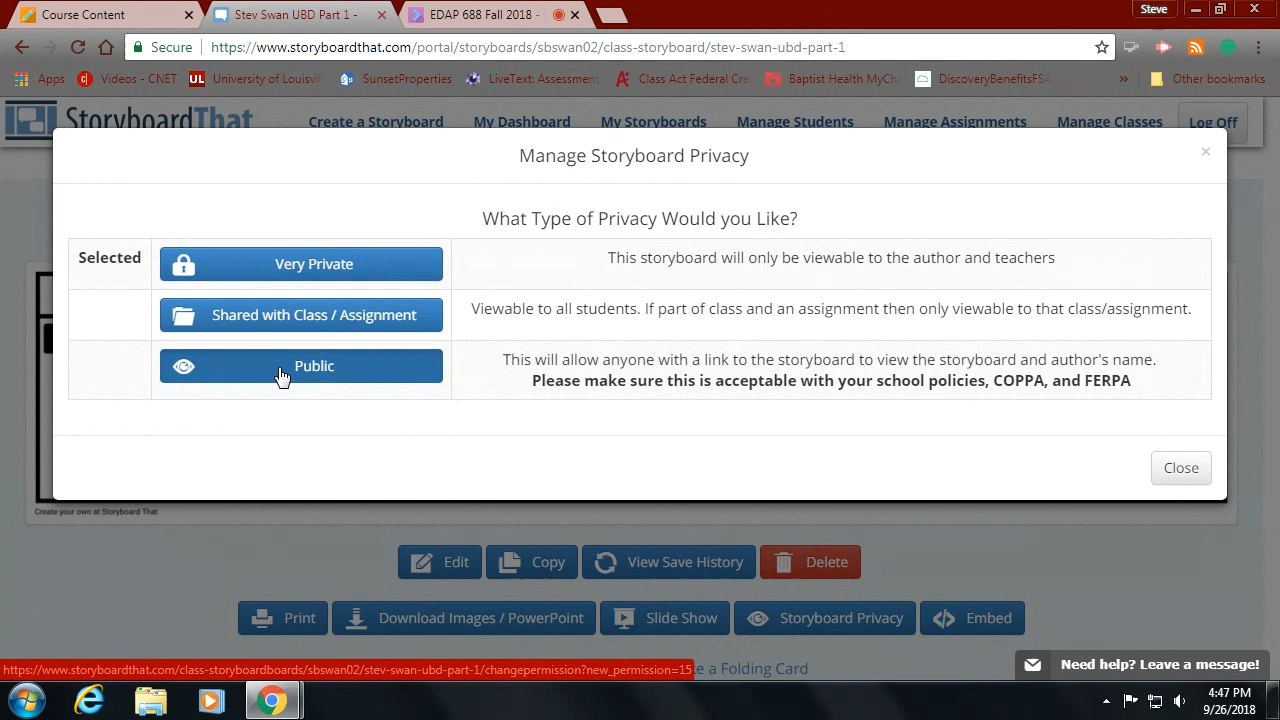 Course Content
Stev Swan UBD Part 1 -
EDAP 688 Fall 2018 -
Steve
Secure
https://www.storyboardthat.com/portal/storyboards/sbswan02/class-storyboard/stev-swan-ubd-part-1
Apps
Videos - CNET
University of Louisvil
SunsetProperties
LiveText Assessment
Class Act Federal Cre
Baptist Health MyCha
DiscoveryBenefitsFSA
»
Other bookmarks
StoryboardThat
Create a Storyboard
My Dashboard
My Storyboards
Manage Students
Manage Assignments
Manage Classes
Log Off
Manage Storyboard Privacy
×
What Type of Privacy Would you Like?
Selected
Very Private
This storyboard will only be viewable to the author and teachers
Shared with Class / Assignment
Viewable to all students. If part of class and an assignment then only viewable to that class/assignment.
Public
This will allow anyone with a link to the storyboard to view the storyboard and author's name.
Please make sure this is acceptable with your school policies, COPPA, and FERPA
Close
Create your own at Storyboard That
Edit
Copy
View Save History
Delete
Print
Download Images / PowerPoint
Slide Show
Storyboard Privacy
Embed
https://www.storyboardthat.com/class-storyboardboards/sbswan02/stev-swan-ubd-part-1/changepermission?new_permission=15
e a Folding Card
Need help? Leave a message!
4:47 PM
9/26/2018